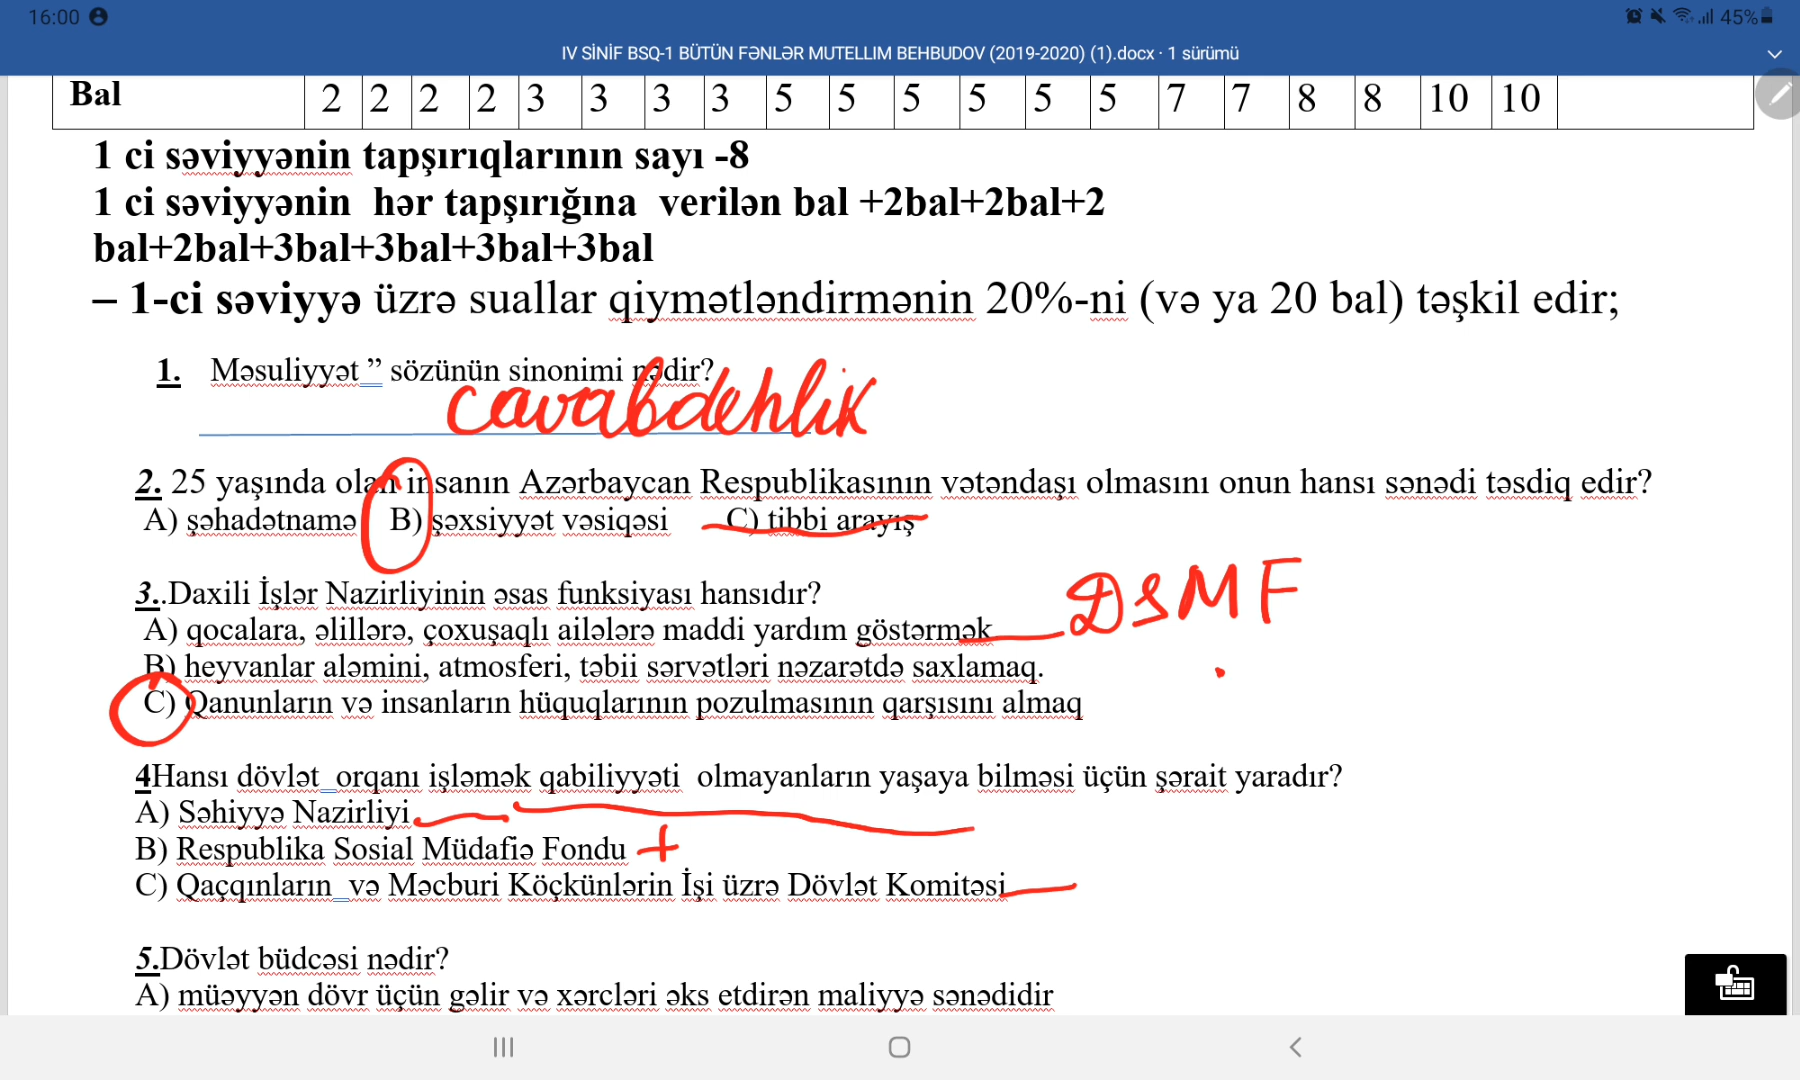 16:00
45%
IV SİNİF BSQ-1 BÜTÜN FƏNLƏR MUTELLIM BEHBUDOV (2019-2020) (1).docx · 1 sürümü
Bal 2 2 2 2 3 3 3 3 5 5 5 5 5 5 7 7 8 8 10 10
1 ci səviyyənin tapşırıqlarının sayı -8
1 ci səviyyənin hər tapşırığına verilən bal +2bal+2bal+2
bal+2bal+3bal+3bal+3bal+3bal
– 1-ci səviyyə üzrə suallar qiymətləndirmənin 20%-ni (və ya 20 bal) təşkil edir;
1. Məsuliyyət ” sözünün sinonimi nədir?
cavabdehlik
2. 25 yaşında olan insanın Azərbaycan Respublikasının vətəndaşı olmasını onun hansı sənədi təsdiq edir?
A) şəhadətnamə B) şəxsiyyət vəsiqəsi C) tibbi arayış
3..Daxili İşlər Nazirliyinin əsas funksiyası hansıdır?
A) qocalara, əlillərə, çoxuşaqlı ailələrə maddi yardım göstərmək DSMF
B) heyvanlar aləmini, atmosferi, təbii sərvətləri nəzarətdə saxlamaq.
C) Qanunların və insanların hüquqlarının pozulmasının qarşısını almaq
4Hansı dövlət orqanı işləmək qabiliyyəti olmayanların yaşaya bilməsi üçün şərait yaradır?
A) Səhiyyə Nazirliyi
B) Respublika Sosial Müdafiə Fondu +
C) Qaçqınların və Məcburi Köçkünlərin İşi üzrə Dövlət Komitəsi
5.Dövlət büdcəsi nədir?
A) müəyyən dövr üçün gəlir və xərcləri əks etdirən maliyyə sənədidir